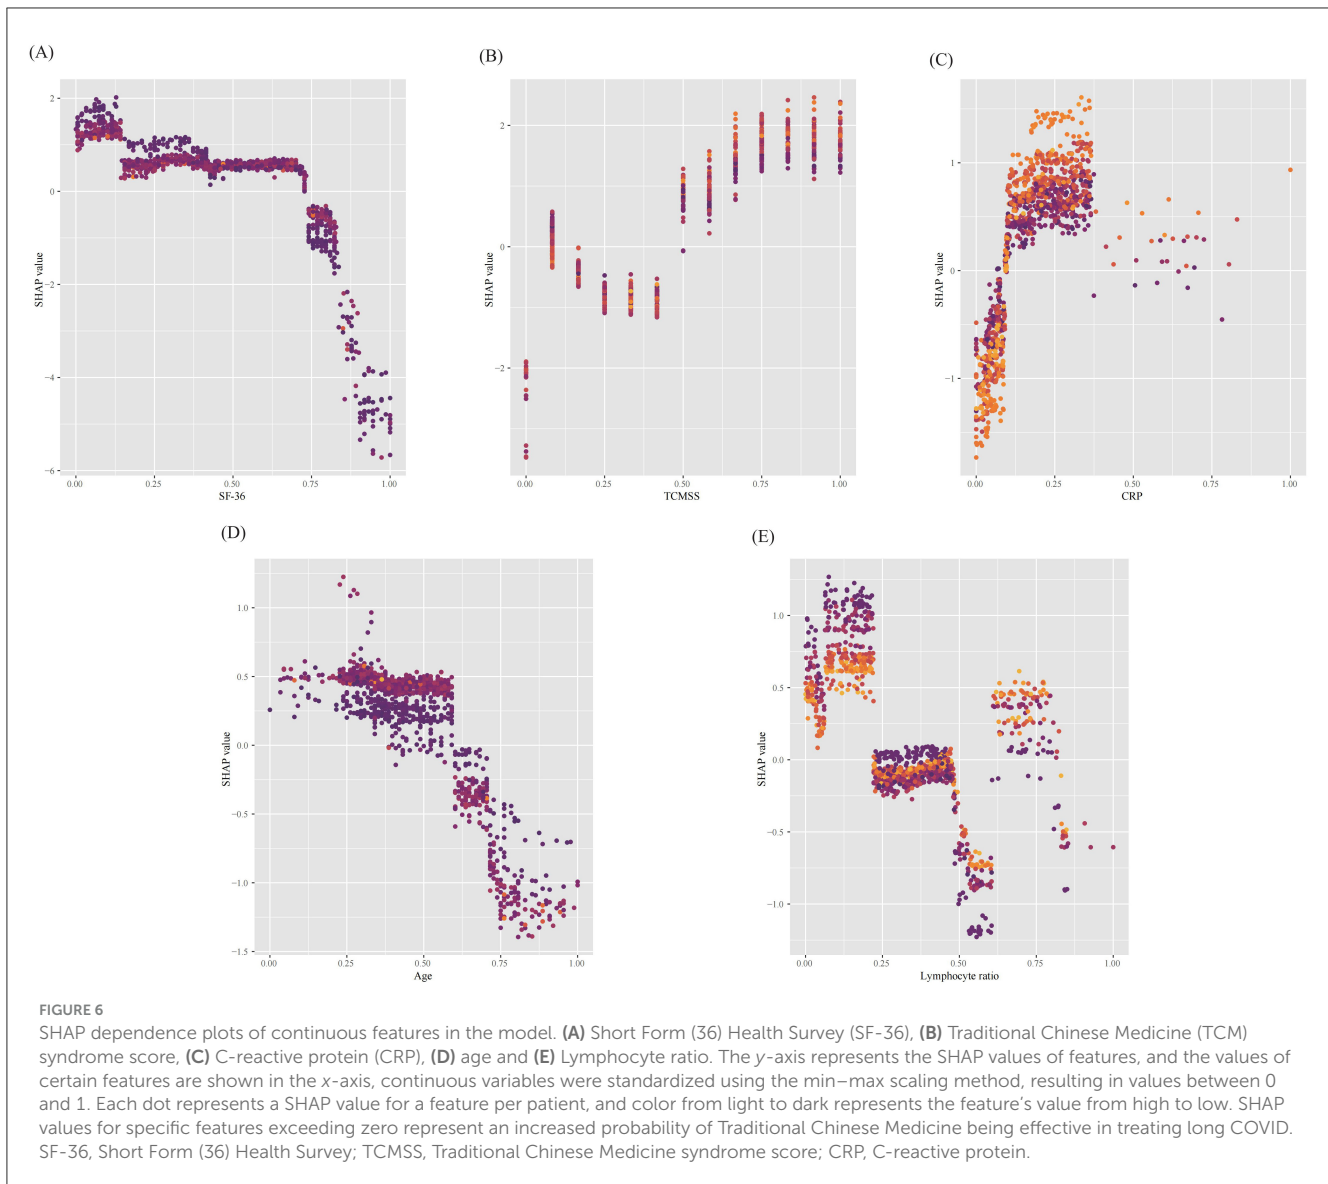 (A)
2
0
−2
−4
−6
SHAP value
0.00 0.25 0.50 0.75 1.00
SF-36
(B)
2
0
−2
SHAP value
0.00 0.25 0.50 0.75 1.00
TCMSS
(C)
1
0
−1
SHAP value
0.00 0.25 0.50 0.75 1.00
CRP
(D)
1.0
0.5
0.0
−0.5
−1.0
−1.5
SHAP value
0.00 0.25 0.50 0.75 1.00
Age
(E)
1.0
0.5
0.0
−0.5
−1.0
SHAP value
0.00 0.25 0.50 0.75 1.00
Lymphocyte ratio
FIGURE 6
SHAP dependence plots of continuous features in the model. (A) Short Form (36) Health Survey (SF-36), (B) Traditional Chinese Medicine (TCM)
syndrome score, (C) C-reactive protein (CRP), (D) age and (E) Lymphocyte ratio. The y-axis represents the SHAP values of features, and the values of
certain features are shown in the x-axis, continuous variables were standardized using the min–max scaling method, resulting in values between 0
and 1. Each dot represents a SHAP value for a feature per patient, and color from light to dark represents the feature's value from high to low. SHAP
values for specific features exceeding zero represent an increased probability of Traditional Chinese Medicine being effective in treating long COVID.
SF-36, Short Form (36) Health Survey; TCMSS, Traditional Chinese Medicine syndrome score; CRP, C-reactive protein.